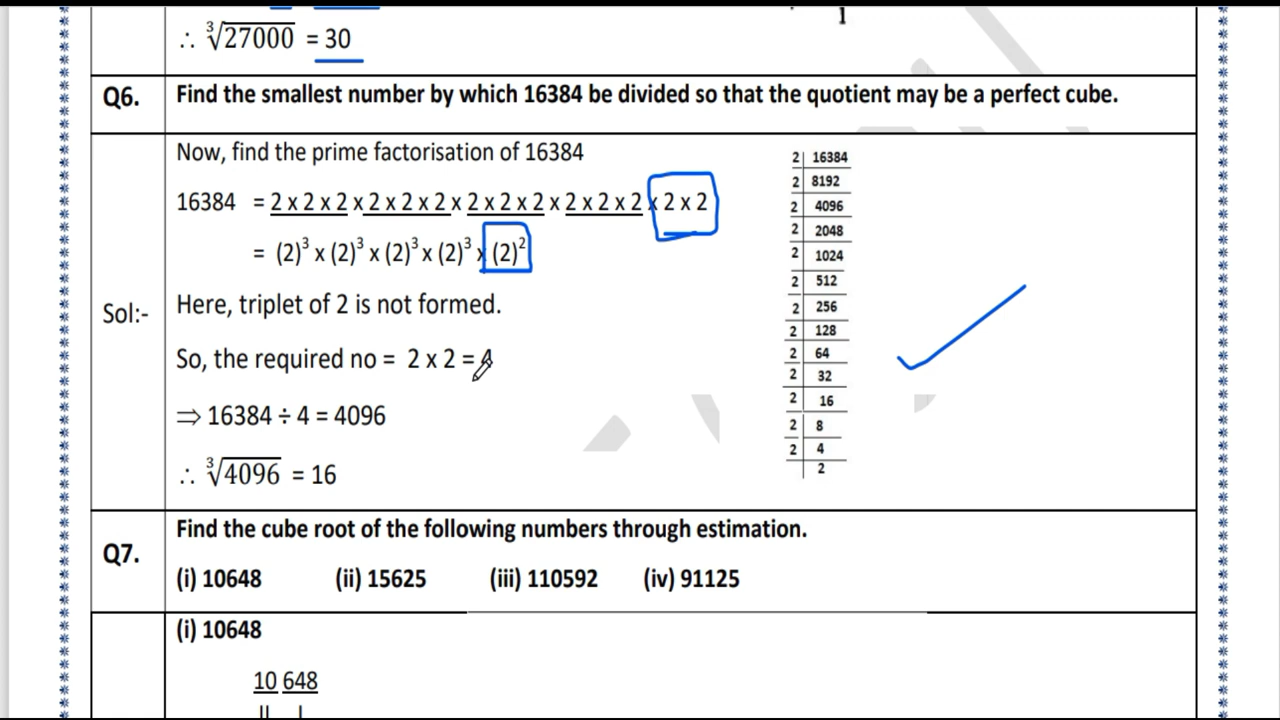 ∴ ∛27000 = 30
Q6. Find the smallest number by which 16384 be divided so that the quotient may be a perfect cube.
Now, find the prime factorisation of 16384
16384 = 2 x 2 x 2 x 2 x 2 x 2 x 2 x 2 x 2 x 2 x 2 x 2 x 2 x 2
= (2)³ x (2)³ x (2)³ x (2)³ x (2)²
Sol:- Here, triplet of 2 is not formed.
So, the required no = 2 x 2 = 4
⇒ 16384 ÷ 4 = 4096
∴ ∛4096 = 16
2 | 16384
2 | 8192
2 | 4096
2 | 2048
2 | 1024
2 | 512
2 | 256
2 | 128
2 | 64
2 | 32
2 | 16
2 | 8
2 | 4
| 2
Q7. Find the cube root of the following numbers through estimation.
(i) 10648 (ii) 15625 (iii) 110592 (iv) 91125
(i) 10648
10 648